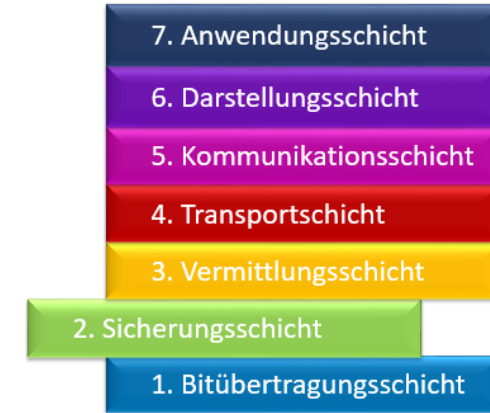 7. Anwendungsschicht
6. Darstellungsschicht
5. Kommunikationsschicht
4. Transportschicht
3. Vermittlungsschicht
2. Sicherungsschicht
1. Bitübertragungsschicht